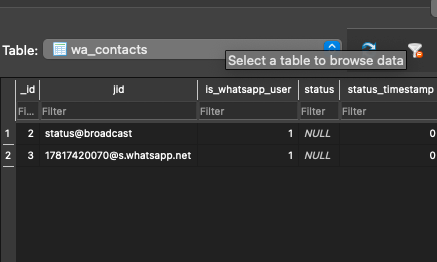 Table: wa_contacts
Select a table to browse data
_id jid is_whatsapp_user status status_timestamp
Fi... Filter Filter Filter Filter
1 2 status@broadcast 1 NULL 0
2 3 17817420070@s.whatsapp.net 1 NULL 0